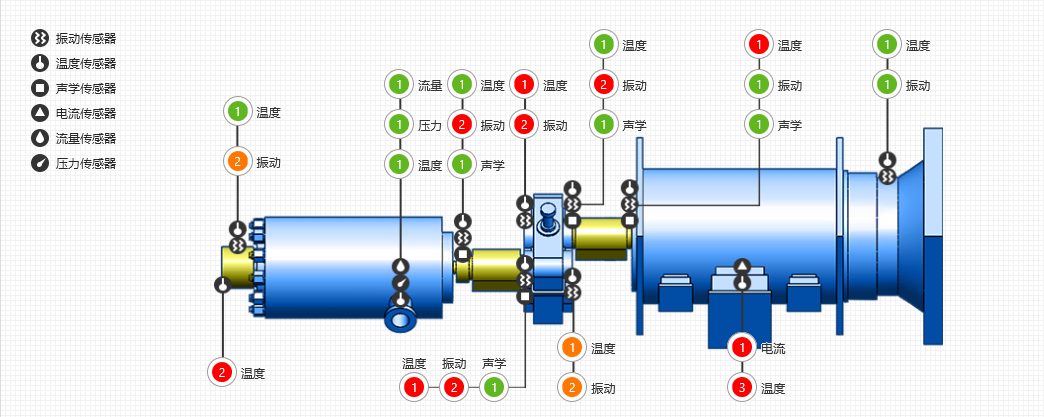 振动传感器
温度传感器
声学传感器
电流传感器
流量传感器
压力传感器
1 温度
2 振动
2 温度
1 流量
1 压力
1 温度
1 温度
2 振动
1 声学
1 温度
2 振动
1 温度
2 振动
1 声学
1 温度
1 振动
1 声学
1 温度
1 振动
温度 振动 声学
1 2 1
1 温度
2 振动
1 电流
3 温度